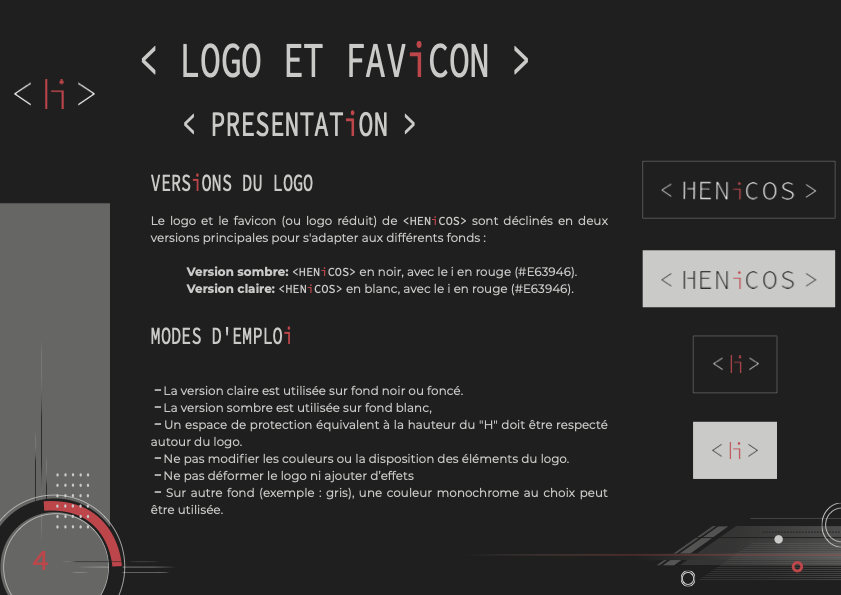 < LOGO ET FAViCON >
< hi >
< PRESENTATiON >
VERSiONS DU LOGO
Le logo et le favicon (ou logo réduit) de <HENiCOS> sont déclinés en deux
versions principales pour s'adapter aux différents fonds :
Version sombre: <HENiCOS> en noir, avec le i en rouge (#E63946).
Version claire: <HENiCOS> en blanc, avec le i en rouge (#E63946).
MODES D'EMPLOi
– La version claire est utilisée sur fond noir ou foncé.
– La version sombre est utilisée sur fond blanc,
– Un espace de protection équivalent à la hauteur du "H" doit être respecté
autour du logo.
– Ne pas modifier les couleurs ou la disposition des éléments du logo.
– Ne pas déformer le logo ni ajouter d'effets
– Sur autre fond (exemple : gris), une couleur monochrome au choix peut
être utilisée.
< HENiCOS >
< HENiCOS >
< hi >
< hi >
4